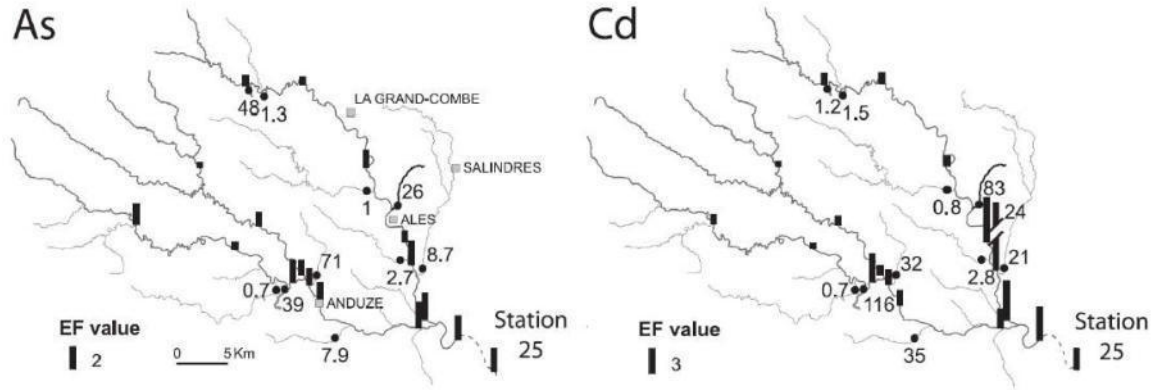 As
48
1.3
LA GRAND-COMBE
SALINDRES
26
1
ALES
8.7
2.7
71
0.7
39
ANDUZE
EF value
2
0 5 Km
7.9
Station
25
Cd
1.2
1.5
0.8
83
24
21
2.8
32
0.7
116
EF value
3
35
Station
25